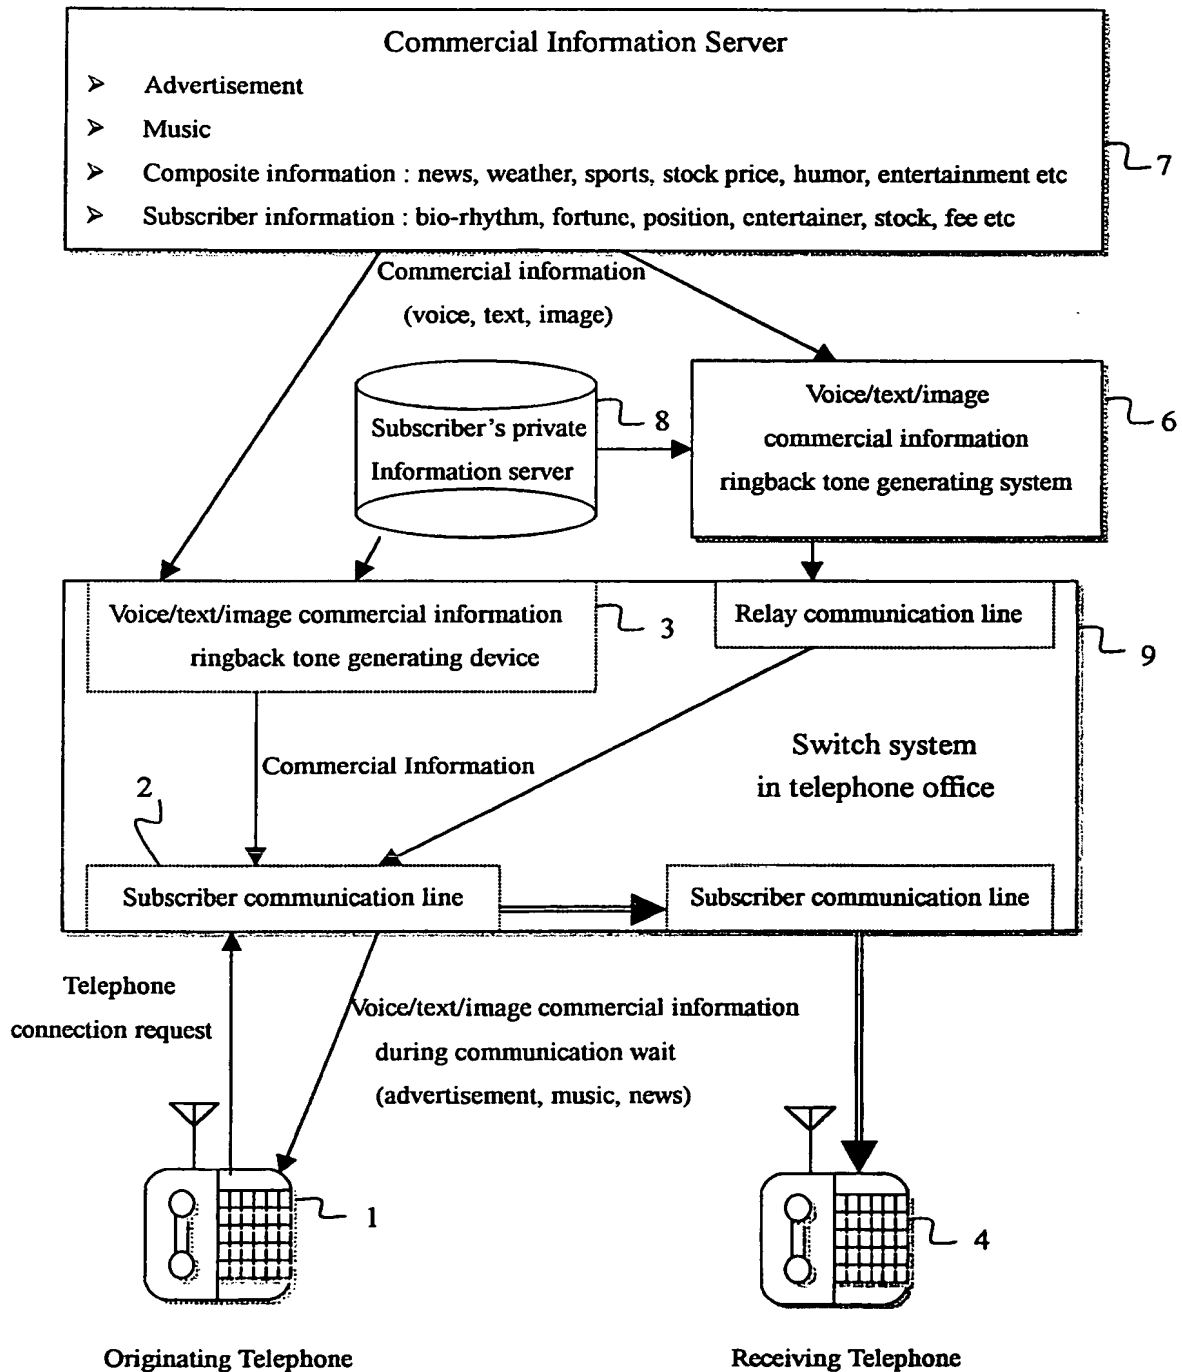 Commercial Information Server
➢ Advertisement
➢ Music
➢ Composite information : news, weather, sports, stock price, humor, entertainment etc
➢ Subscriber information : bio-rhythm, fortune, position, entertainer, stock, fee etc
7
Commercial information
(voice, text, image)
Subscriber's private
Information server
8
Voice/text/image
commercial information
ringback tone generating system
6
Voice/text/image commercial information
ringback tone generating device
3
Relay communication line
9
Switch system
in telephone office
Commercial Information
2
Subscriber communication line
Subscriber communication line
Telephone
connection request
Voice/text/image commercial information
during communication wait
(advertisement, music, news)
1
4
Originating Telephone
Receiving Telephone